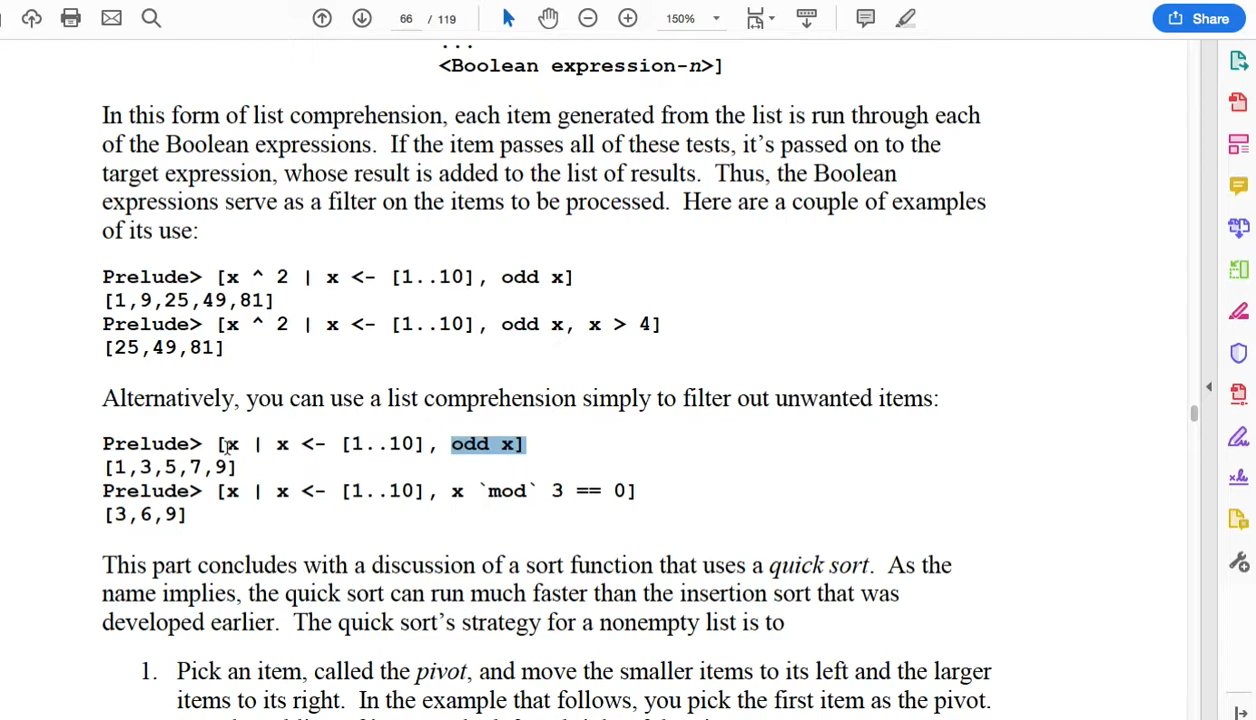 66 / 119
150%
Share
...
<Boolean expression-n>]
In this form of list comprehension, each item generated from the list is run through each
of the Boolean expressions. If the item passes all of these tests, it's passed on to the
target expression, whose result is added to the list of results. Thus, the Boolean
expressions serve as a filter on the items to be processed. Here are a couple of examples
of its use:
Prelude> [x ^ 2 | x <- [1..10], odd x]
[1,9,25,49,81]
Prelude> [x ^ 2 | x <- [1..10], odd x, x > 4]
[25,49,81]
Alternatively, you can use a list comprehension simply to filter out unwanted items:
Prelude> [x | x <- [1..10], odd x]
[1,3,5,7,9]
Prelude> [x | x <- [1..10], x `mod` 3 == 0]
[3,6,9]
This part concludes with a discussion of a sort function that uses a quick sort. As the
name implies, the quick sort can run much faster than the insertion sort that was
developed earlier. The quick sort's strategy for a nonempty list is to
1. Pick an item, called the pivot, and move the smaller items to its left and the larger
items to its right. In the example that follows, you pick the first item as the pivot.